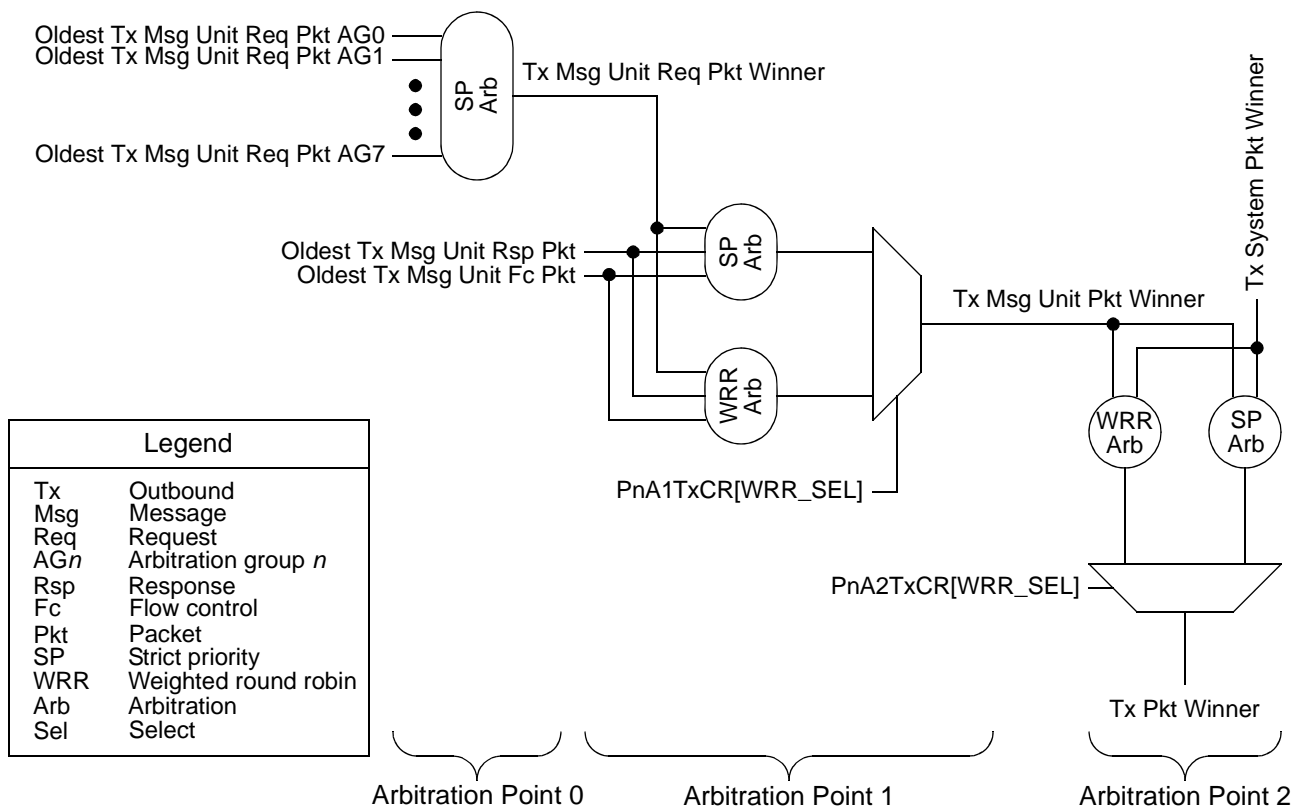 Oldest Tx Msg Unit Req Pkt AG0
Oldest Tx Msg Unit Req Pkt AG1
Oldest Tx Msg Unit Req Pkt AG7
SP
Arb
Tx Msg Unit Req Pkt Winner
Oldest Tx Msg Unit Rsp Pkt
Oldest Tx Msg Unit Fc Pkt
SP
Arb
WRR
Arb
PnA1TxCR[WRR_SEL]
Tx Msg Unit Pkt Winner
Tx System Pkt Winner
WRR
Arb
SP
Arb
PnA2TxCR[WRR_SEL]
Tx Pkt Winner
Legend
Tx Outbound
Msg Message
Req Request
AGn Arbitration group n
Rsp Response
Fc Flow control
Pkt Packet
SP Strict priority
WRR Weighted round robin
Arb Arbitration
Sel Select
Arbitration Point 0
Arbitration Point 1
Arbitration Point 2